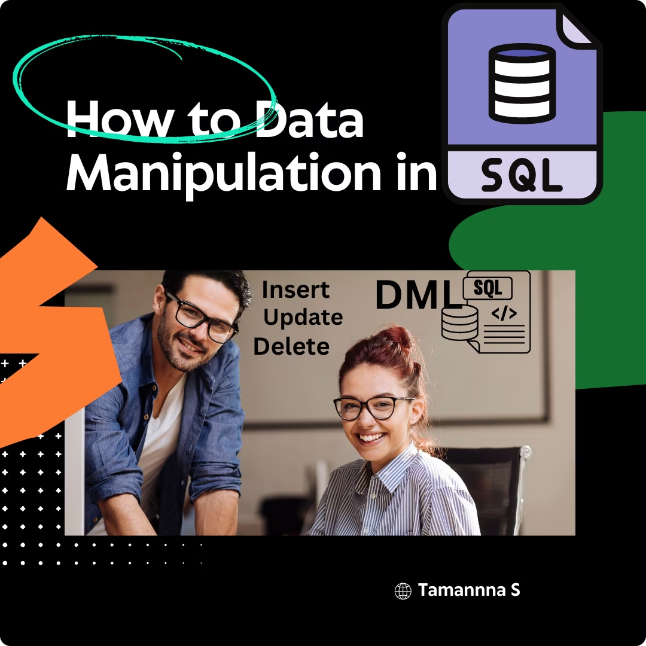 How to Data
Manipulation in
SQL
Insert
Update
Delete
DML
SQL
</>
Tamannna S